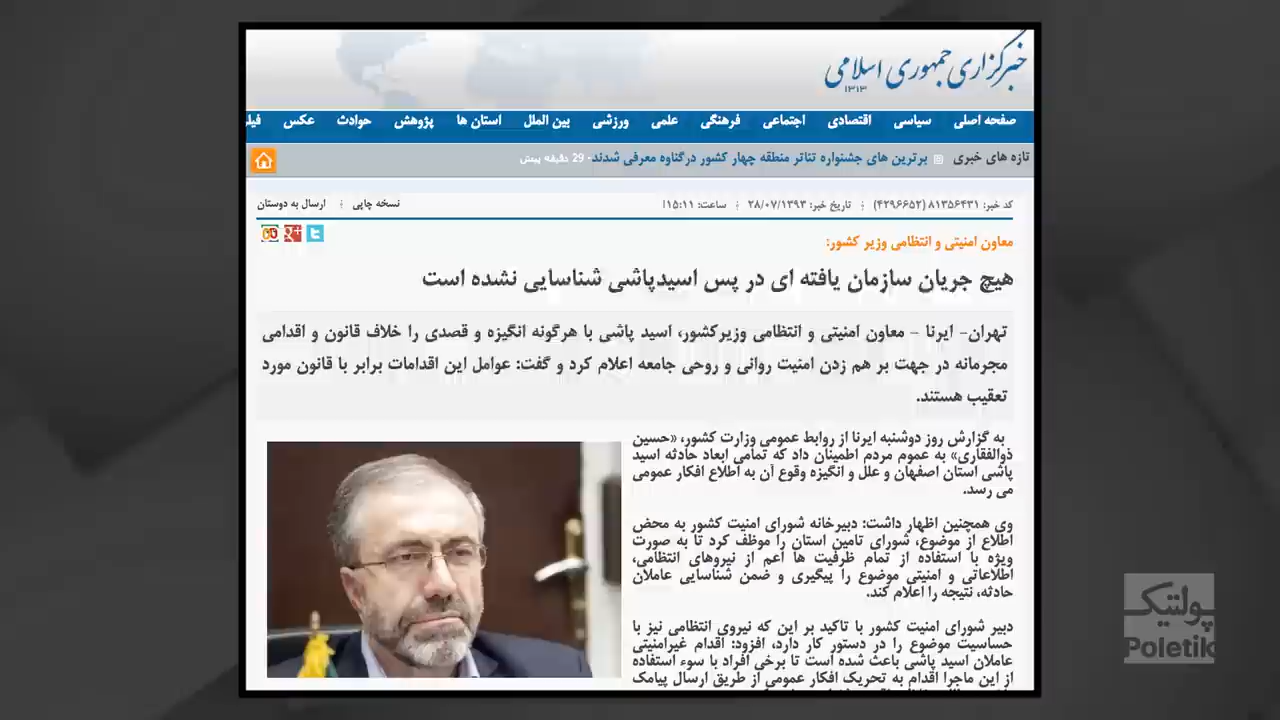 خبرگزاری جمهوری اسلامی
۱۳۱۳
صفحه اصلی سیاسی اقتصادی اجتماعی فرهنگی علمی ورزشی بین الملل استان ها پژوهش حوادث عکس فیلم
تازه های خبری برترین های جشنواره تئاتر منطقه چهار کشور درگناوه معرفی شدند- 29 دقیقه پیش
کد خبر: ۸۱۳۵۶۴۳۱ (۴۲۹۶۶۵۲) تاریخ خبر: ۲۸/۰۷/۱۳۹۳ ساعت: ۱۵:۱۱ نسخه چاپی ارسال به دوستان
معاون امنیتی و انتظامی وزیر کشور:
هیچ جریان سازمان یافته ای در پس اسیدپاشی شناسایی نشده است
تهران- ایرنا – معاون امنیتی و انتظامی وزیرکشور، اسید پاشی با هرگونه انگیزه و قصدی را خلاف قانون و اقدامی
مجرمانه در جهت بر هم زدن امنیت روانی و روحی جامعه اعلام کرد و گفت: عوامل این اقدامات برابر با قانون مورد
تعقیب هستند.
به گزارش روز دوشنبه ایرنا از روابط عمومی وزارت کشور، «حسین
ذوالفقاری» به عموم مردم اطمینان داد که تمامی ابعاد حادثه اسید
پاشی استان اصفهان و علل و انگیزه وقوع آن به اطلاع افکار عمومی
می رسد.
وی همچنین اظهار داشت: دبیرخانه شورای امنیت کشور به محض
اطلاع از موضوع، شورای تامین استان را موظف کرد تا به صورت
ویژه با استفاده از تمام ظرفیت ها اعم از نیروهای انتظامی،
اطلاعاتی و امنیتی موضوع را پیگیری و ضمن شناسایی عاملان
حادثه، نتیجه را اعلام کند.
دبیر شورای امنیت کشور با تاکید بر این که نیروی انتظامی نیز با
حساسیت موضوع را در دستور کار دارد، افزود: اقدام غیرامنیتی
عاملان اسید پاشی باعث شده است تا برخی افراد با سوء استفاده
از این ماجرا اقدام به تحریک افکار عمومی از طریق ارسال پیامک
پولتیک
Poletik